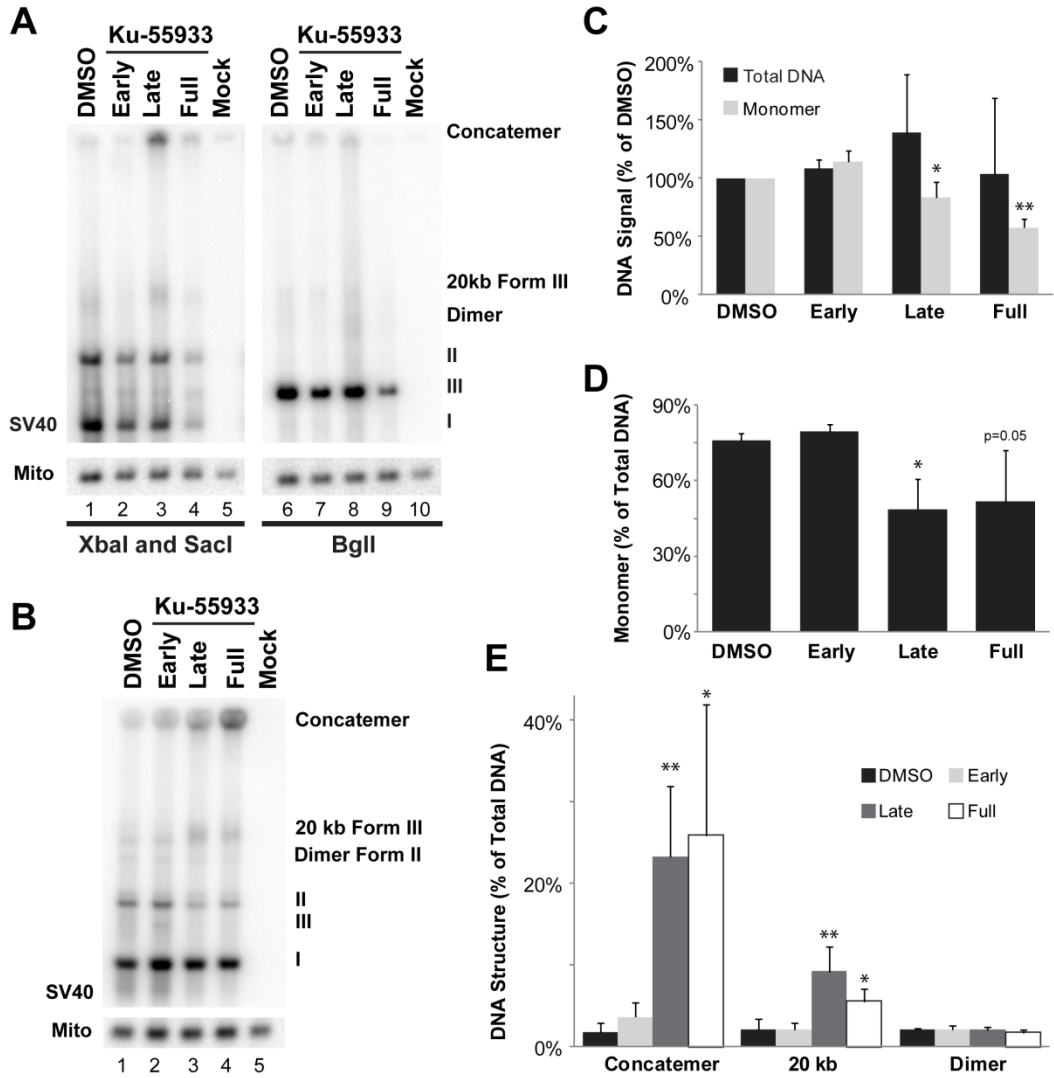 A
Ku-55933
DMSO
Early
Late
Full
Mock
Ku-55933
DMSO
Early
Late
Full
Mock
Concatemer
20kb Form III
Dimer
II
III
I
SV40
Mito
1 2 3 4 5 6 7 8 9 10
XbaI and SacI BglI
B
Ku-55933
DMSO
Early
Late
Full
Mock
Concatemer
20 kb Form III
Dimer Form II
II
III
I
SV40
Mito
1 2 3 4 5
C
DNA Signal (% of DMSO)
200%
150%
100%
50%
0%
Total DNA
Monomer
*
**
DMSO Early Late Full
D
Monomer (% of Total DNA)
90%
60%
30%
0%
*
p=0.05
DMSO Early Late Full
E
DNA Structure (% of Total DNA)
40%
20%
0%
**
*
**
*
DMSO Early
Late Full
Concatemer 20 kb Dimer